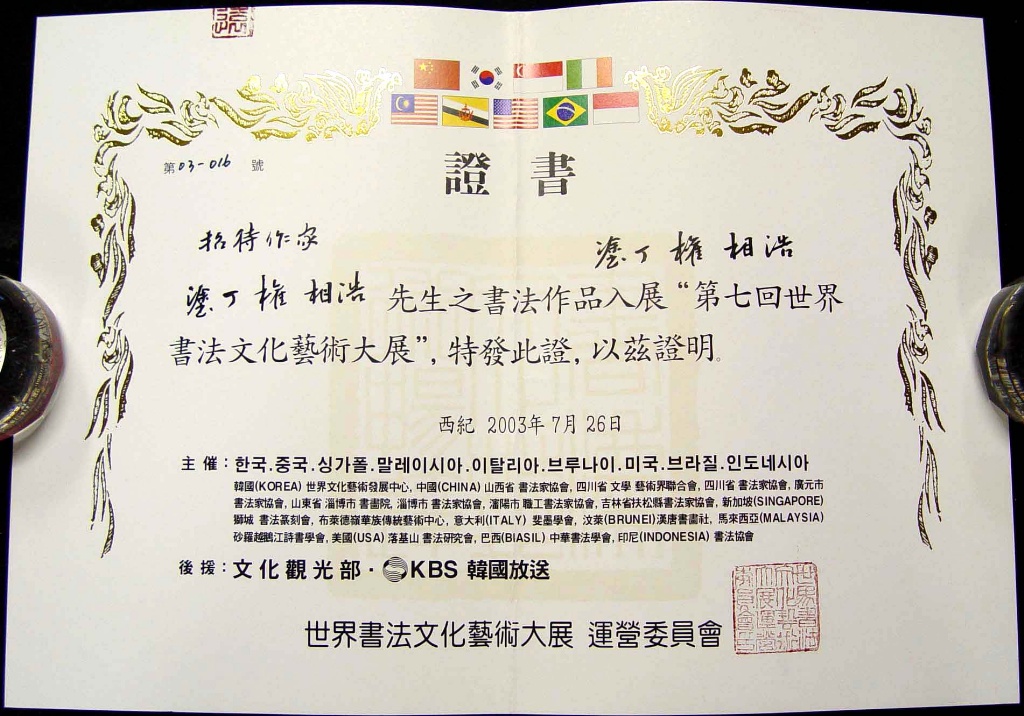 第03-016 號
證書
招待作家
塗丁 權 相浩
塗丁 權 相浩 先生之書法作品入展“第七回世界
書法文化藝術大展”, 特發此證, 以茲證明。
西紀 2003年 7月 26日
主 催 : 한국.중국.싱가폴.말레이시아.이탈리아.브루나이.미국.브라질.인도네시아
韓國(KOREA) 世界文化藝術發展中心, 中國(CHINA) 山西省 書法家協會, 四川省 文學 藝術界聯合會, 四川省 書法家協會, 廣元市
書法家協會, 山東省 淄博市 書畵院, 淄博市 書法家協會, 瀋陽市 職工書法家協會, 吉林省扶松縣書法家協會, 新加坡(SINGAPORE)
獅城 書法篆刻會, 布萊德嶺華族傳統藝術中心, 意大利(ITALY) 斐墨學會, 汶萊(BRUNEI)漢唐書畵社, 馬來西亞(MALAYSIA)
砂羅越鵬江詩書學會, 美國(USA) 落基山 書法硏究會, 巴西(BIASIL) 中華書法學會, 印尼(INDONESIA) 書法協會
後 援 : 文化觀光部 · KBS 韓國放送
世界書法文化藝術大展 運營委員會